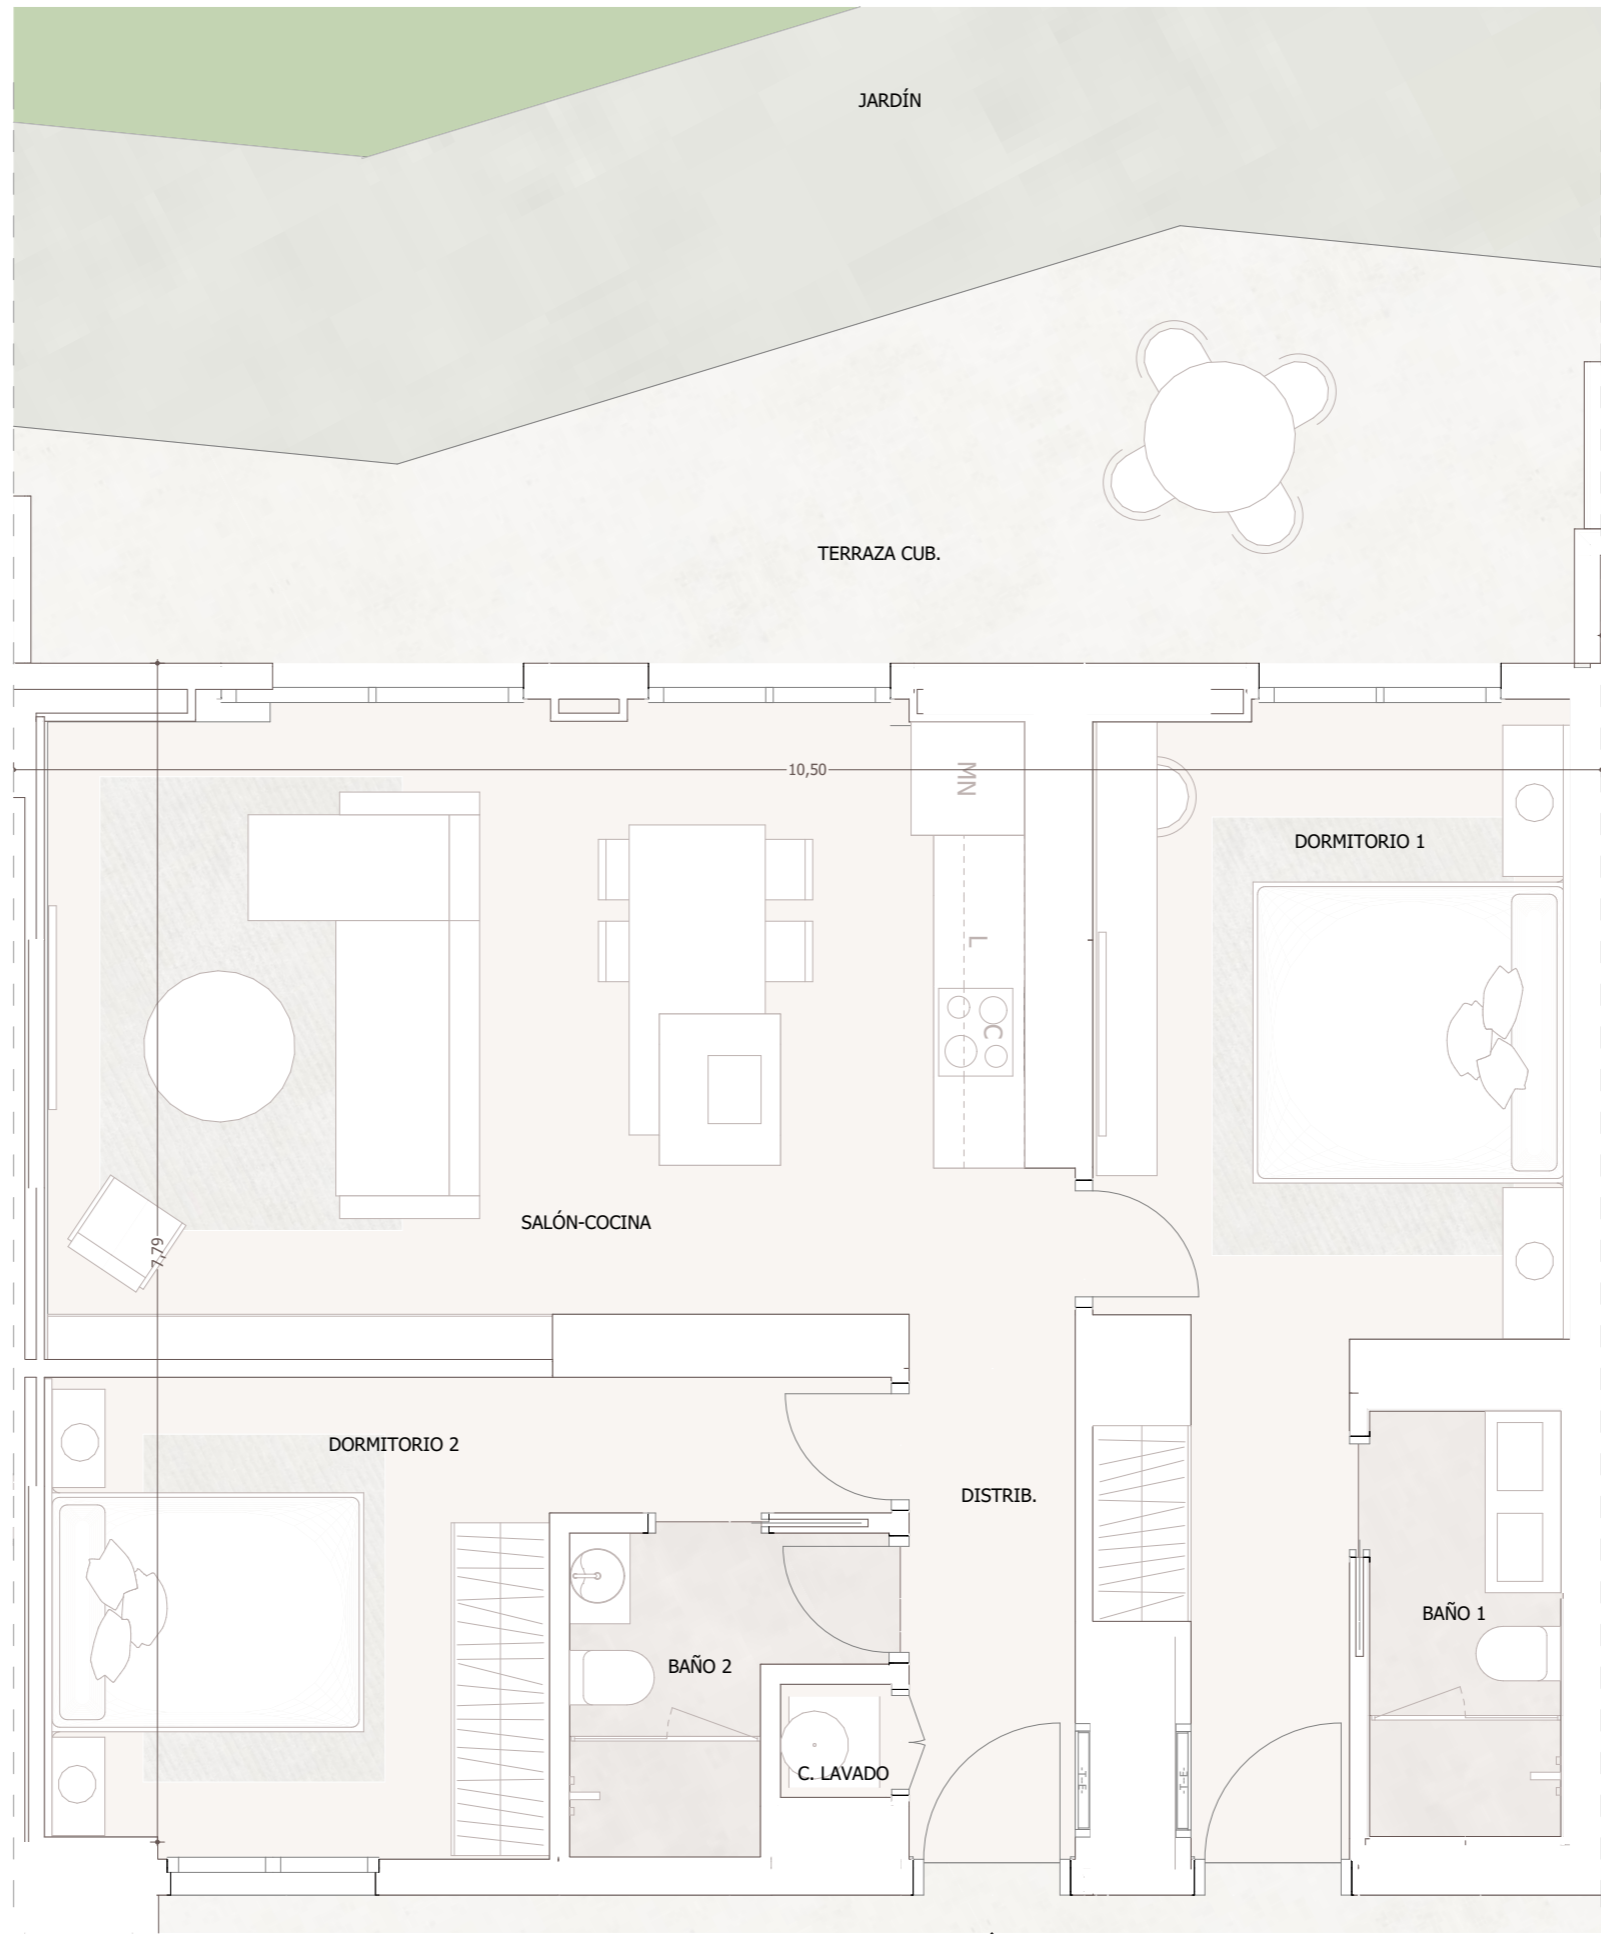 JARDÍN
TERRAZA CUB.
10,50
MN
DORMITORIO 1
L
C
SALÓN-COCINA
7,79
DORMITORIO 2
DISTRIB.
BAÑO 1
BAÑO 2
C. LAVADO
-T-E-
-T-E-